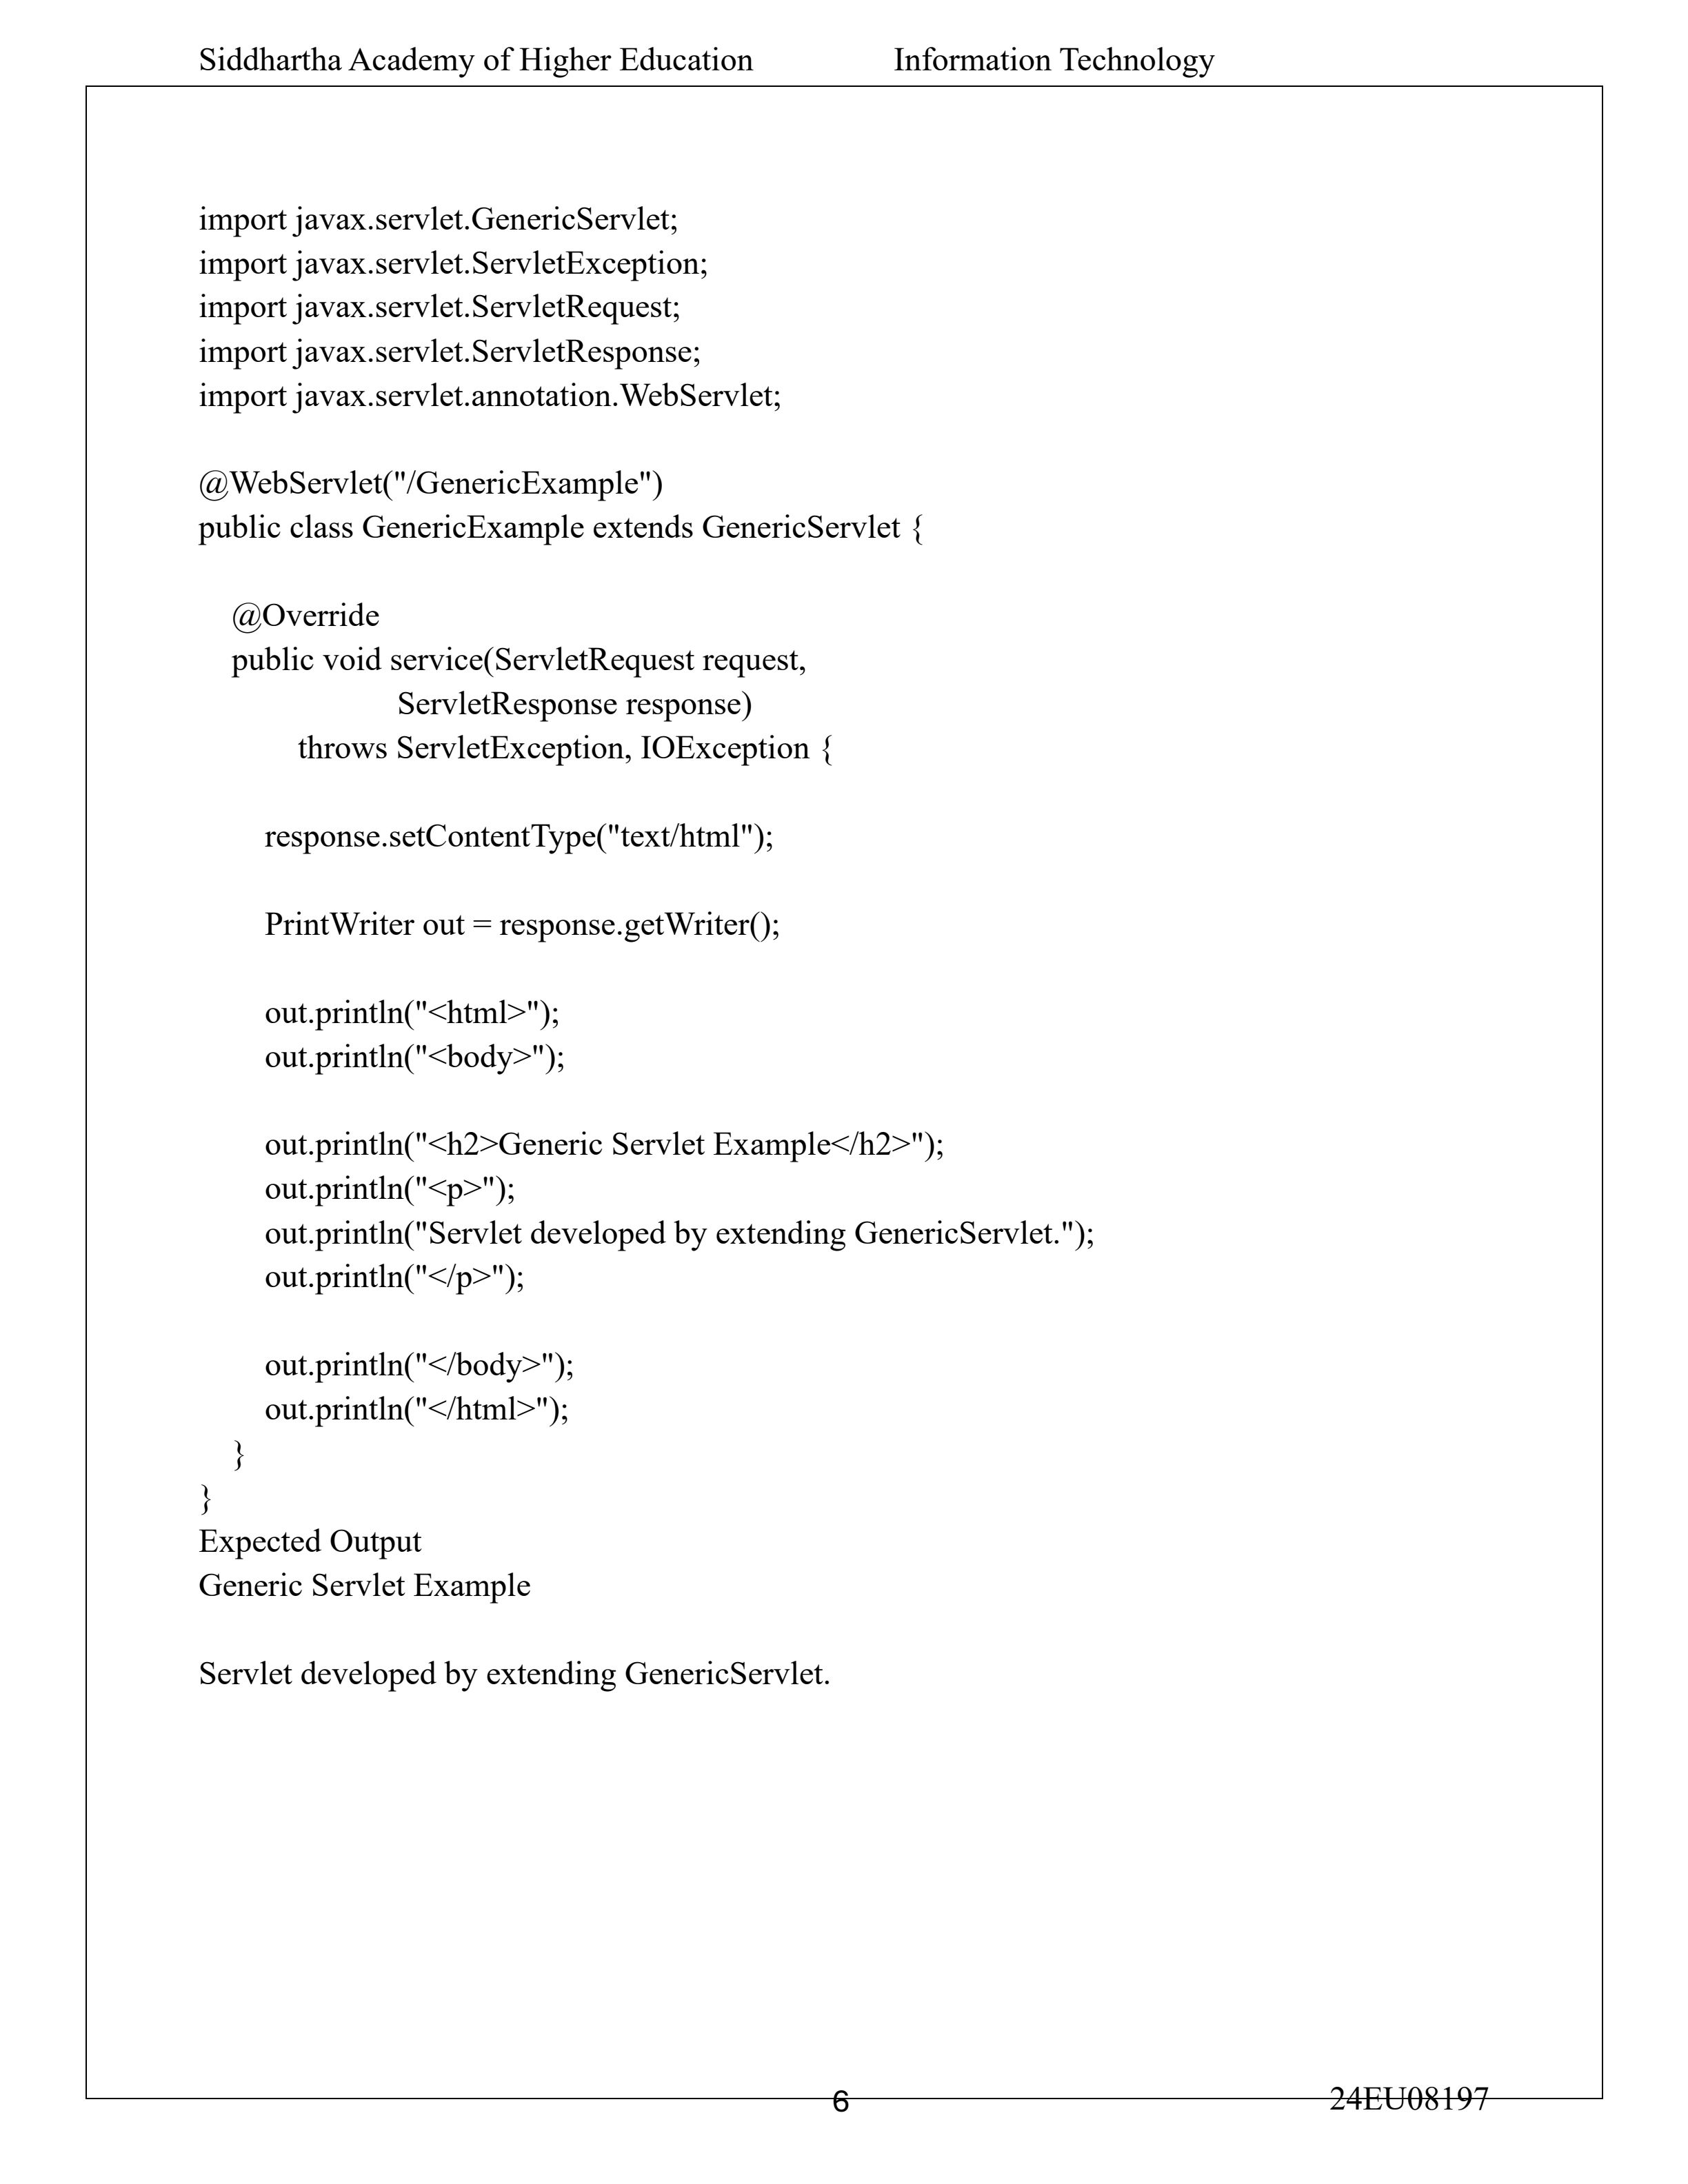 Siddhartha Academy of Higher Education Information Technology
import javax.servlet.GenericServlet;
import javax.servlet.ServletException;
import javax.servlet.ServletRequest;
import javax.servlet.ServletResponse;
import javax.servlet.annotation.WebServlet;
@WebServlet("/GenericExample")
public class GenericExample extends GenericServlet {
@Override
public void service(ServletRequest request,
ServletResponse response)
throws ServletException, IOException {
response.setContentType("text/html");
PrintWriter out = response.getWriter();
out.println("<html>");
out.println("<body>");
out.println("<h2>Generic Servlet Example</h2>");
out.println("<p>");
out.println("Servlet developed by extending GenericServlet.");
out.println("</p>");
out.println("</body>");
out.println("</html>");
}
}
Expected Output
Generic Servlet Example
Servlet developed by extending GenericServlet.
6 24EU08197